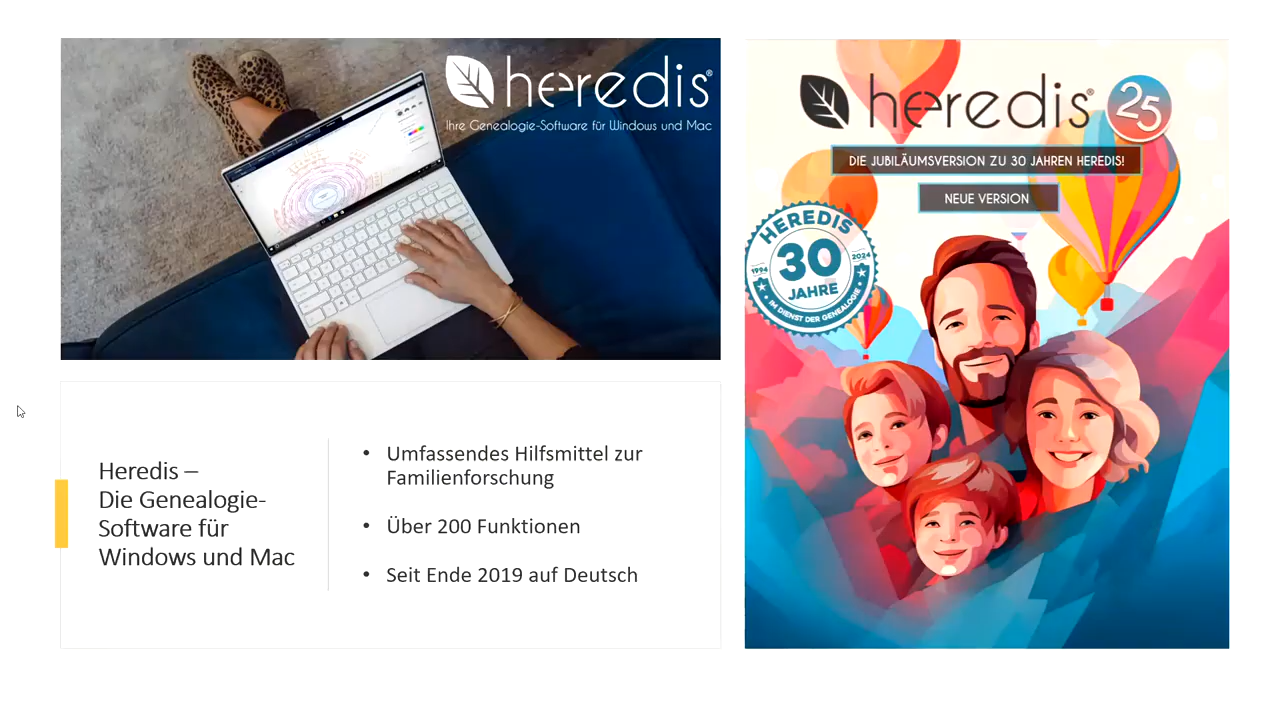 heredis®
Ihre Genealogie-Software für Windows und Mac
Heredis –
Die Genealogie-
Software für
Windows und Mac
• Umfassendes Hilfsmittel zur
Familienforschung
• Über 200 Funktionen
• Seit Ende 2019 auf Deutsch
heredis® 25
DIE JUBILÄUMSVERSION ZU 30 JAHREN HEREDIS!
NEUE VERSION
HEREDIS
30
1994
2024
JAHRE
IM DIENST DER GENEALOGIE